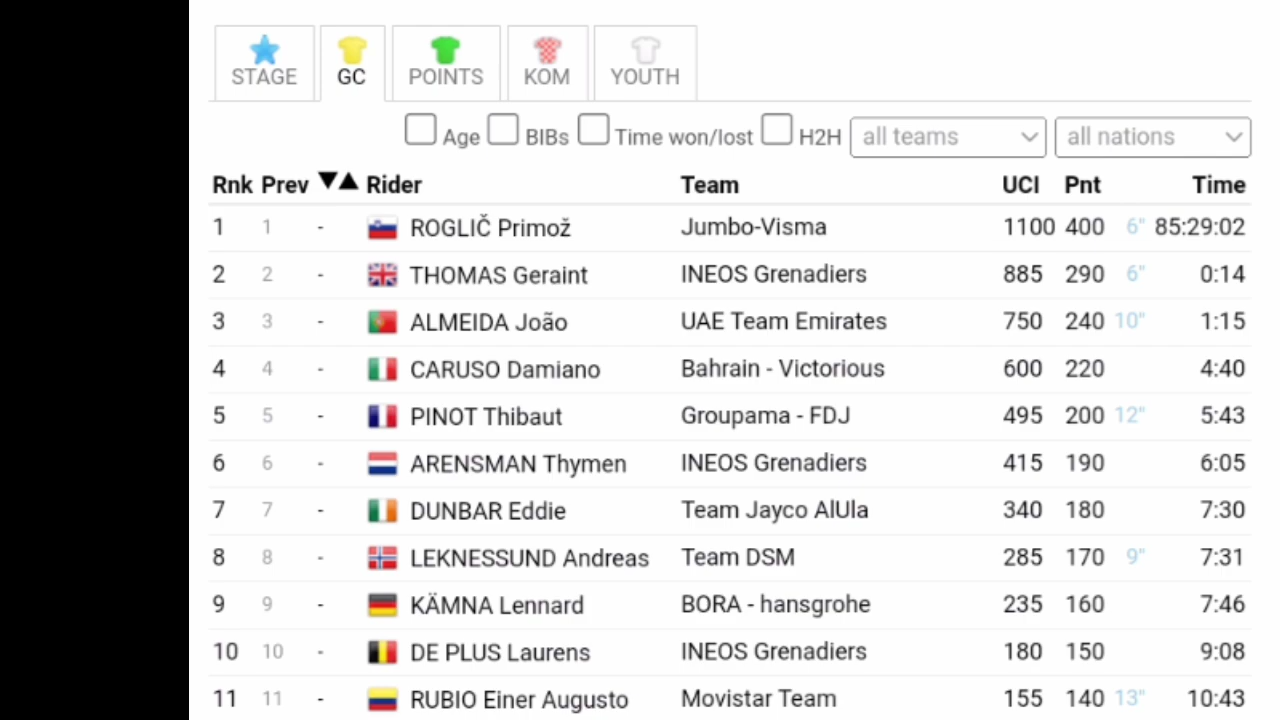 STAGE GC POINTS KOM YOUTH
Age BIBs Time won/lost H2H all teams all nations
Rnk Prev ▼▲ Rider Team UCI Pnt Time
1 1 - ROGLIČ Primož Jumbo-Visma 1100 400 6" 85:29:02
2 2 - THOMAS Geraint INEOS Grenadiers 885 290 6" 0:14
3 3 - ALMEIDA João UAE Team Emirates 750 240 10" 1:15
4 4 - CARUSO Damiano Bahrain - Victorious 600 220 4:40
5 5 - PINOT Thibaut Groupama - FDJ 495 200 12" 5:43
6 6 - ARENSMAN Thymen INEOS Grenadiers 415 190 6:05
7 7 - DUNBAR Eddie Team Jayco AlUla 340 180 7:30
8 8 - LEKNESSUND Andreas Team DSM 285 170 9" 7:31
9 9 - KÄMNA Lennard BORA - hansgrohe 235 160 7:46
10 10 - DE PLUS Laurens INEOS Grenadiers 180 150 9:08
11 11 - RUBIO Einer Augusto Movistar Team 155 140 13" 10:43